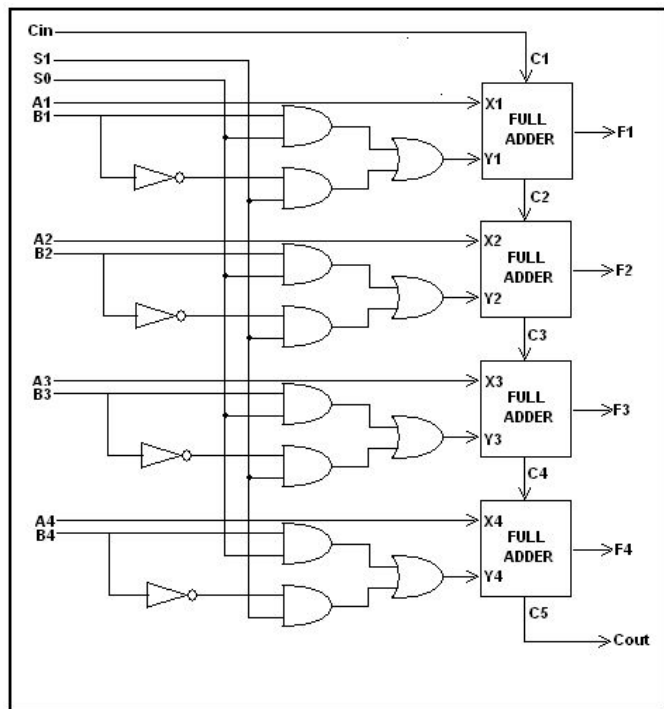 Cin
S1
S0
C1
A1
X1
B1
FULL
ADDER
F1
Y1
C2
A2
X2
B2
FULL
ADDER
F2
Y2
C3
A3
X3
B3
FULL
ADDER
F3
Y3
C4
A4
X4
B4
FULL
ADDER
F4
Y4
C5
Cout